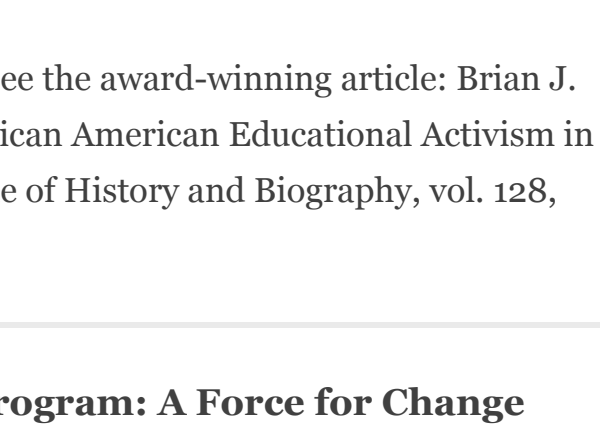 ee the award-winning article: Brian J.
ican American Educational Activism in
e of History and Biography, vol. 128,
rogram: A Force for Change